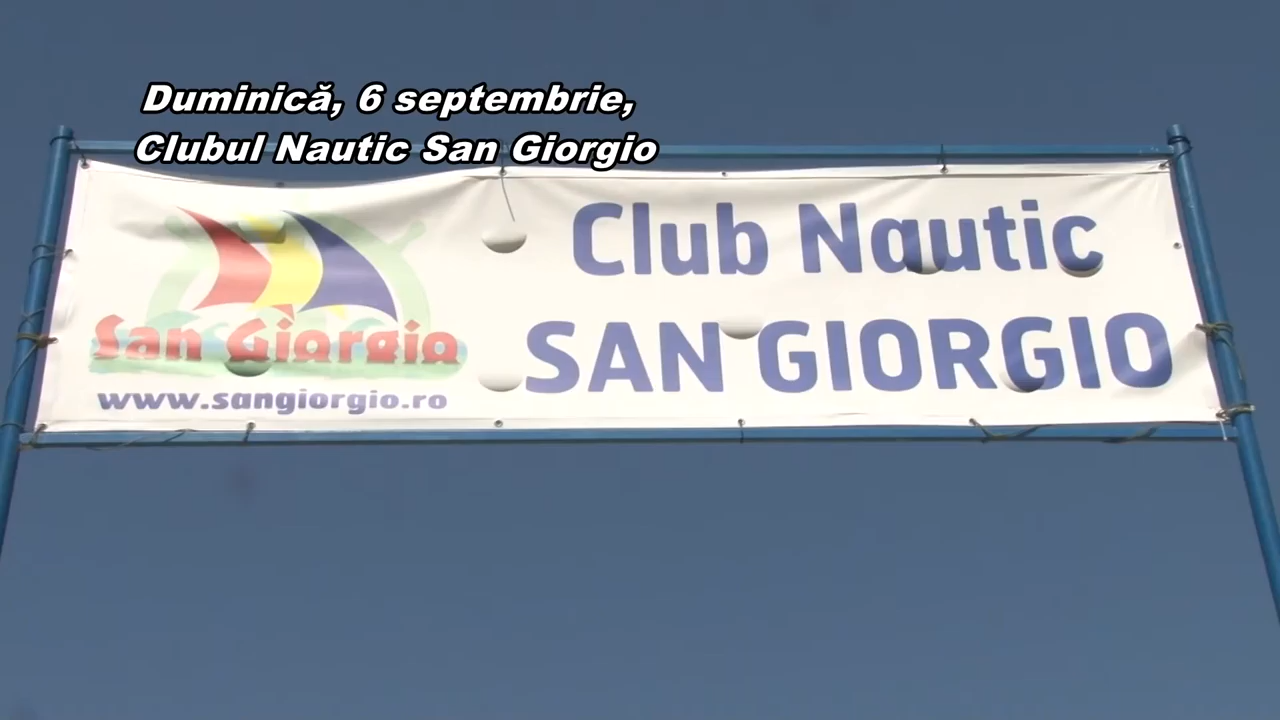 Duminică, 6 septembrie,
Clubul Nautic San Giorgio
Club Nautic
SAN GIORGIO
San Giorgio
www.sangiorgio.ro